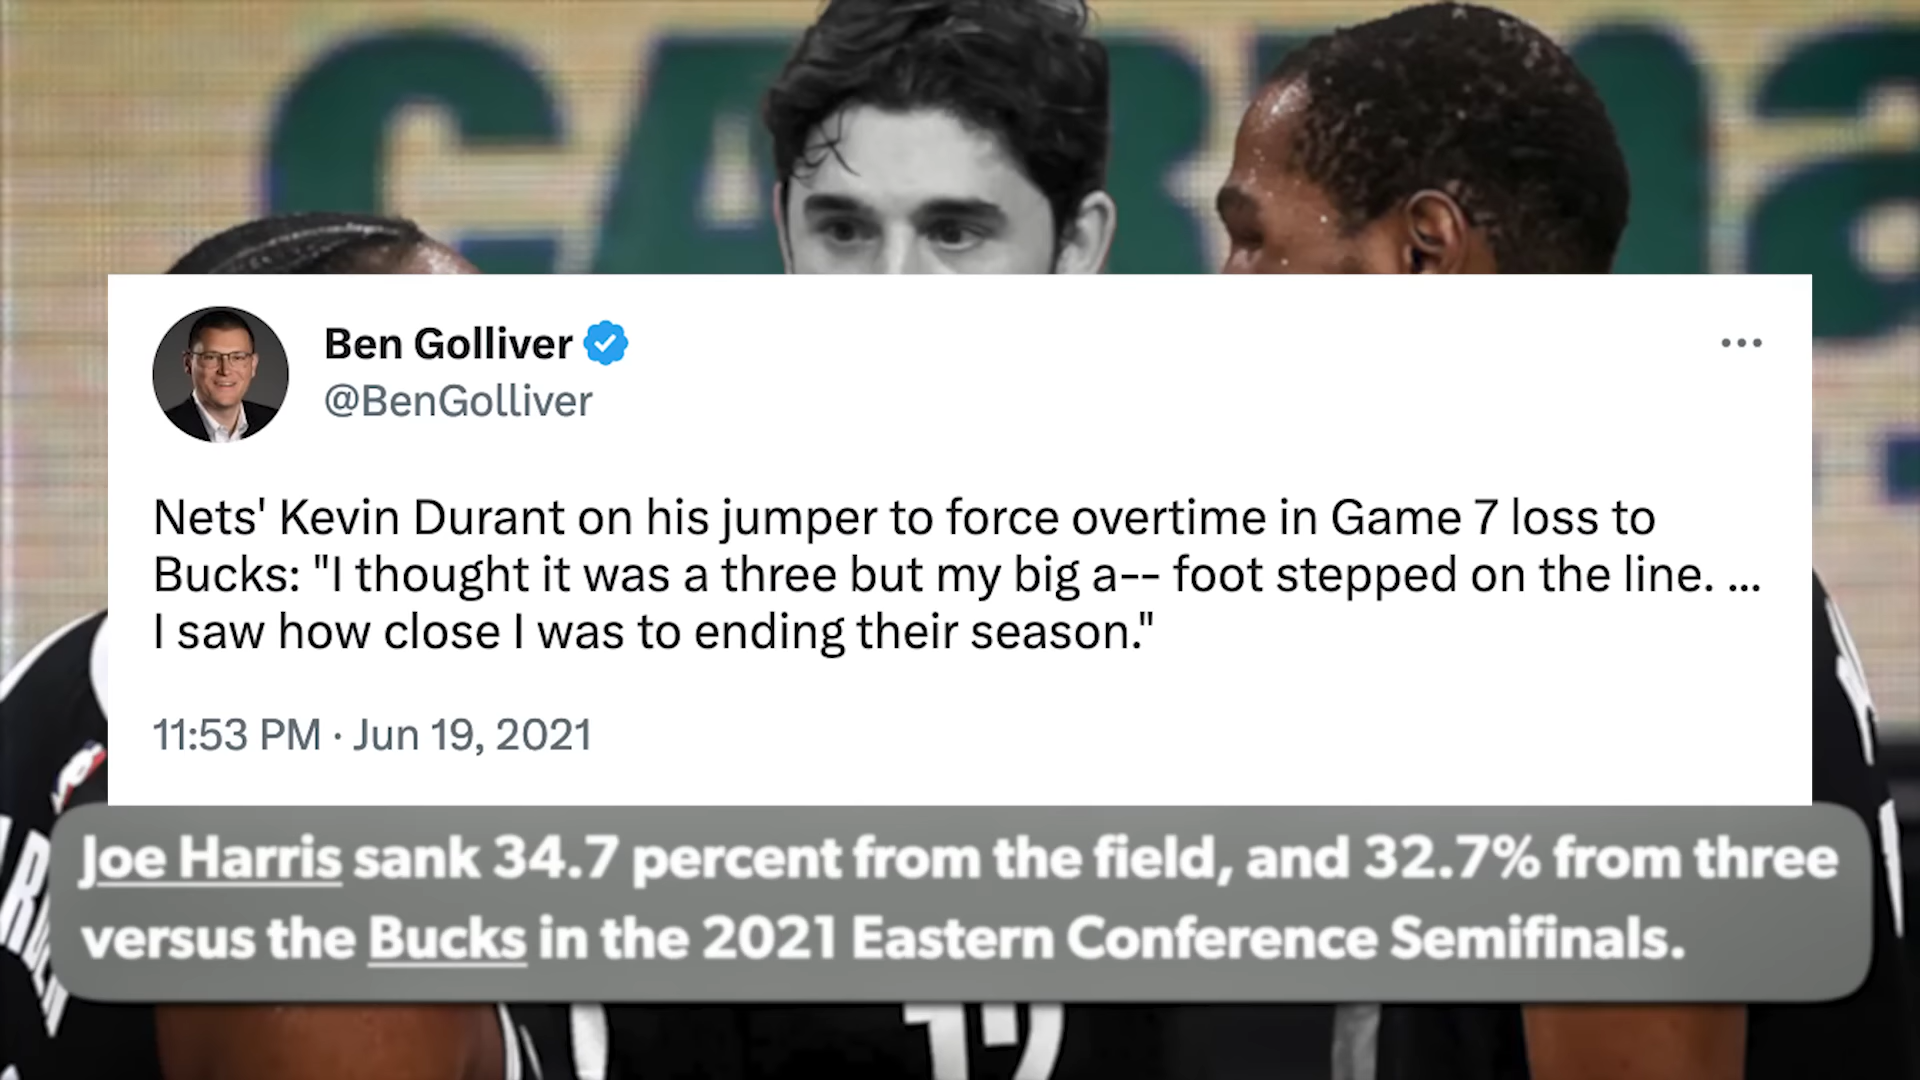 CA
Ben Golliver
@BenGolliver
Nets' Kevin Durant on his jumper to force overtime in Game 7 loss to
Bucks: "I thought it was a three but my big a-- foot stepped on the line. ...
I saw how close I was to ending their season."
11:53 PM · Jun 19, 2021
Joe Harris sank 34.7 percent from the field, and 32.7% from three
versus the Bucks in the 2021 Eastern Conference Semifinals.
12